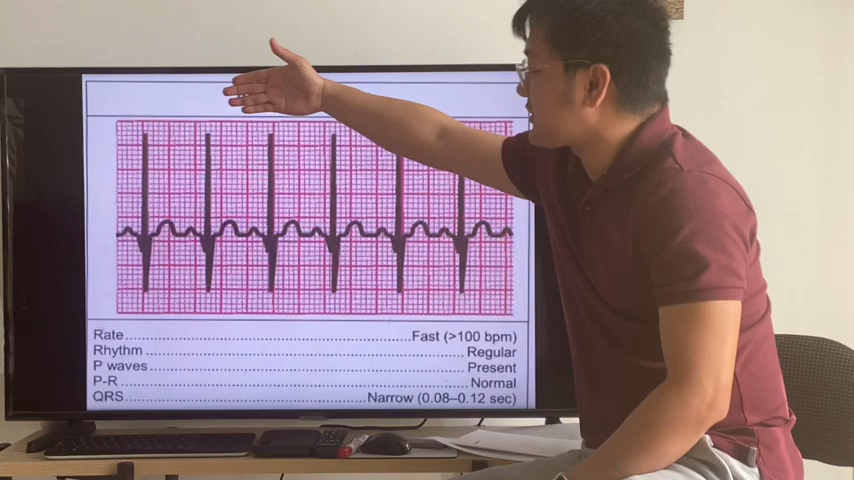 Rate Fast (>100 bpm)
Rhythm Regular
P waves Present
P-R Normal
QRS Narrow (0.08–0.12 sec)